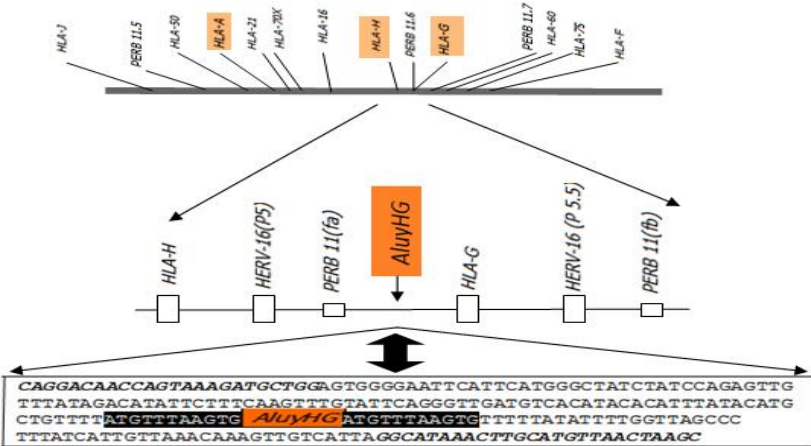 HLA-J
PERB 11.5
HLA-50
HLA-A
HLA-21
HLA-70X
HLA-16
HLA-H
PERB 11.6
HLA-G
PERB 11.7
HLA-60
HLA-75
HLA-F
HLA-H
HERV-16(P5)
PERB 11(fa)
AluyHG
HLA-G
HERV-16 (P 5.5)
PERB 11(fb)
CAGGACAACCAGTAAAGATGCTGGAGTGGGGAATTCATTCATGGGCTATCTATCCAGAGTTG
TTTATAGACATATTCTTTCAAGTTTGTATTCAGGGTTGATGTCACATACACATTTATACATG
CTGTTTTATGTTTAAGTG AluyHG ATGTTTAAGTGTTTTTATATTTTGGTTAGCCC
TTTATCATTGTTAAACAAAGTTGTCATTAGGCATAAACTTGCATGTTAACTAAGC